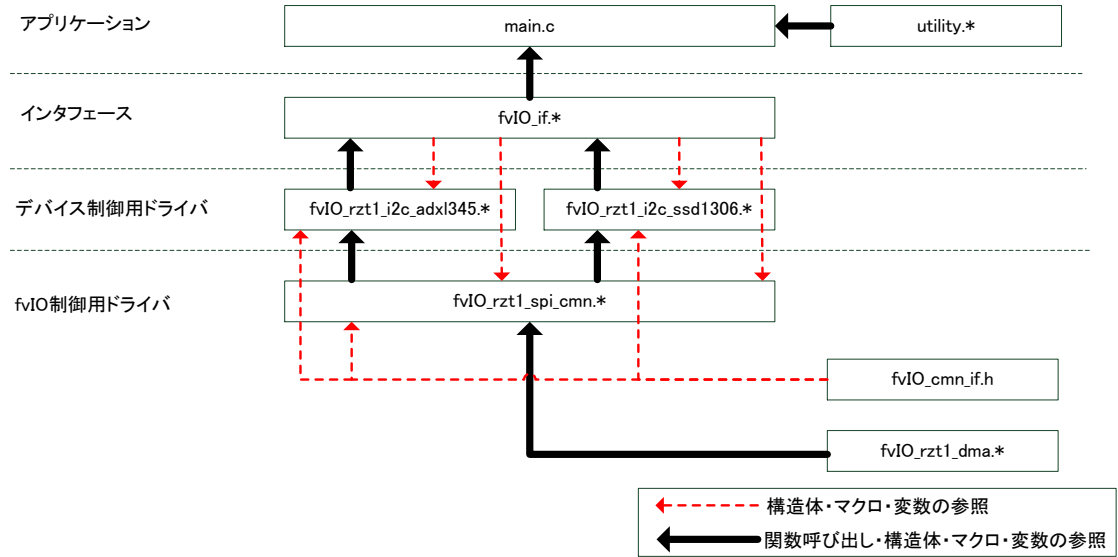 アプリケーション
main.c
utility.*
インタフェース
fvIO_if.*
デバイス制御用ドライバ
fvIO_rzt1_i2c_adxl345.*
fvIO_rzt1_i2c_ssd1306.*
fvIO制御用ドライバ
fvIO_rzt1_spi_cmn.*
fvIO_cmn_if.h
fvIO_rzt1_dma.*
構造体・マクロ・変数の参照
関数呼び出し・構造体・マクロ・変数の参照